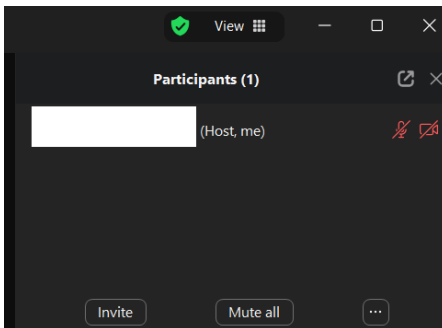 View
Participants (1)
(Host, me)
Invite Mute all ...